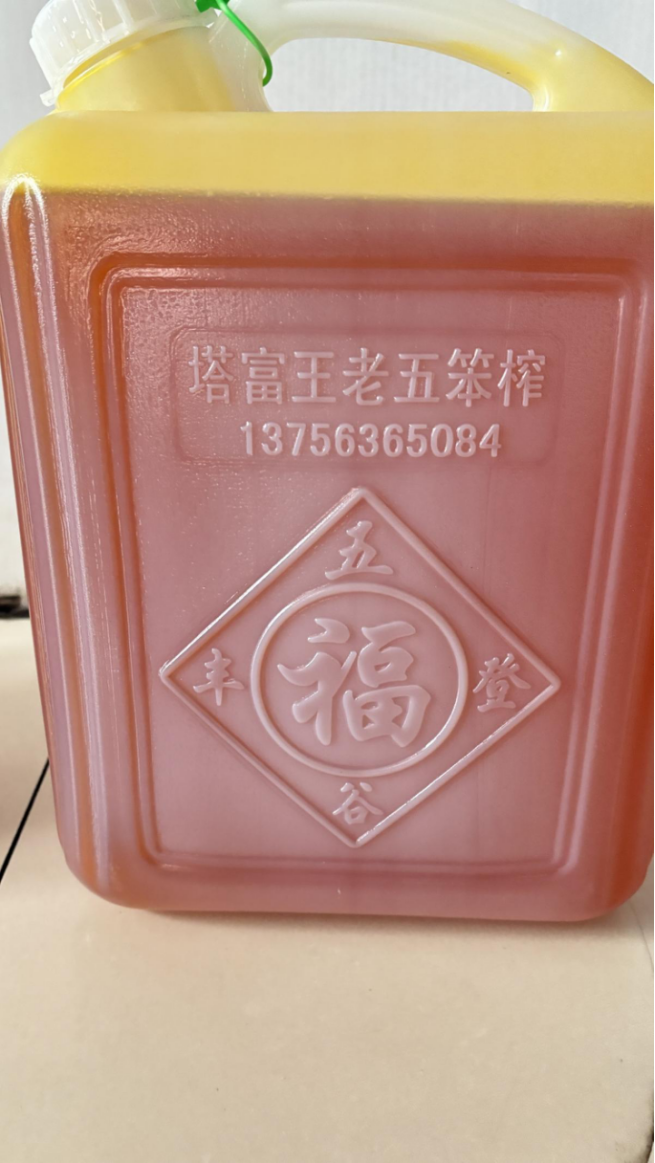 塔富王老五笨榨
13756365084
五
丰 福 登
谷